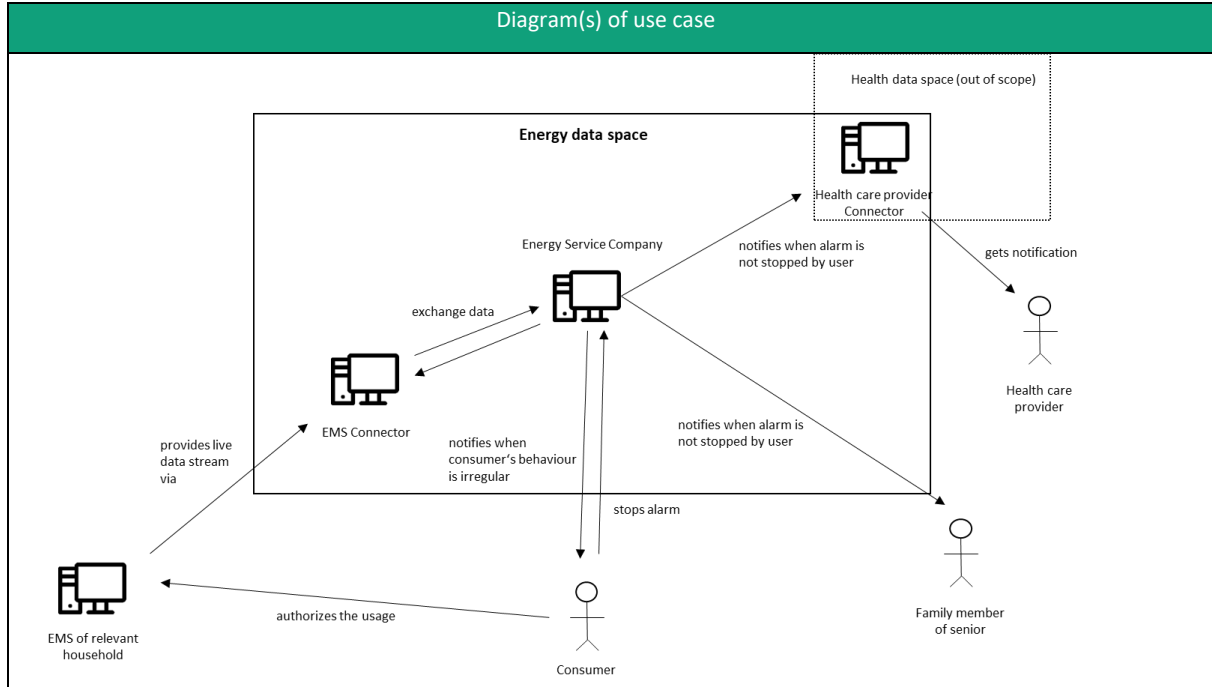 Diagram(s) of use case
Health data space (out of scope)
Energy data space
Health care provider
Connector
Energy Service Company
notifies when alarm is
not stopped by user
gets notification
exchange data
Health care
provider
EMS Connector
notifies when alarm is
not stopped by user
notifies when
consumer‘s behaviour
is irregular
provides live
data stream
via
stops alarm
authorizes the usage
Family member
of senior
EMS of relevant
household
Consumer